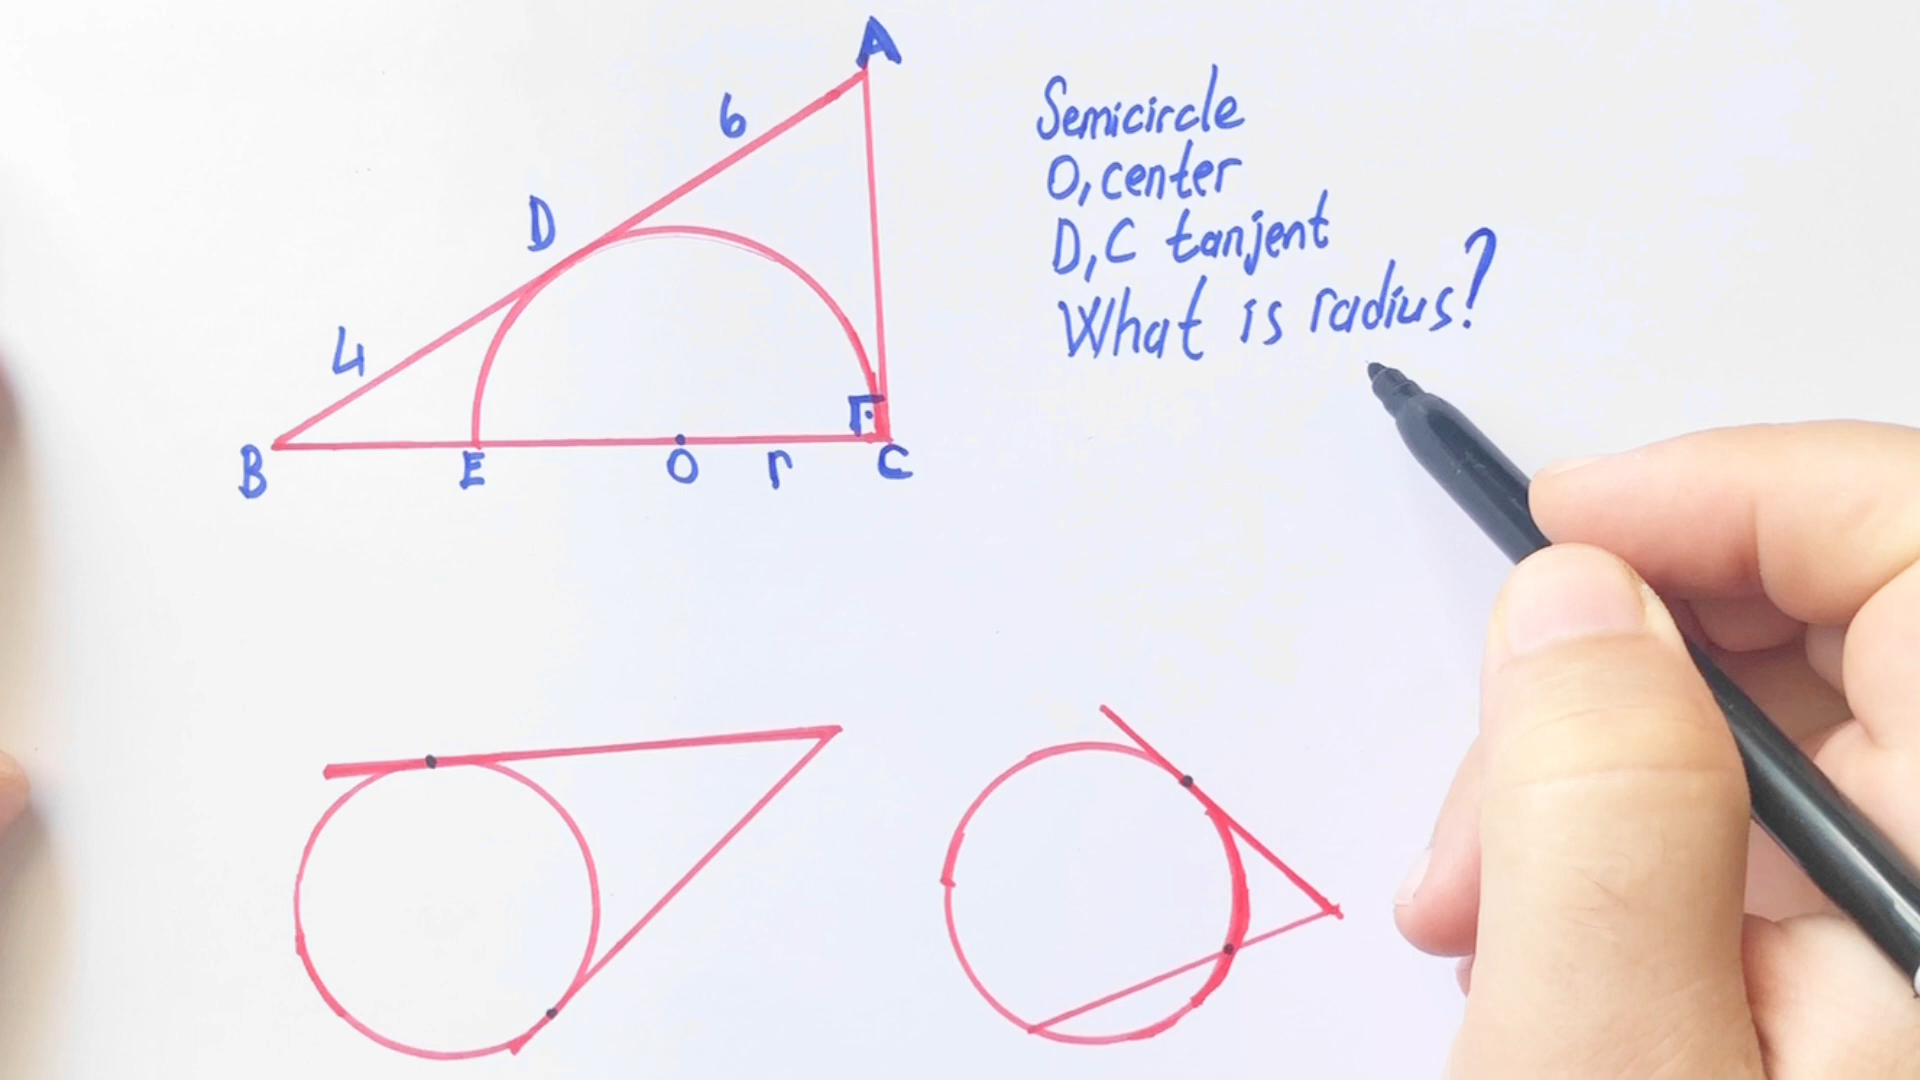 A
6
D
4
B
E
O
r
C
Semicircle
O, center
D, C tanjent
What is radius?